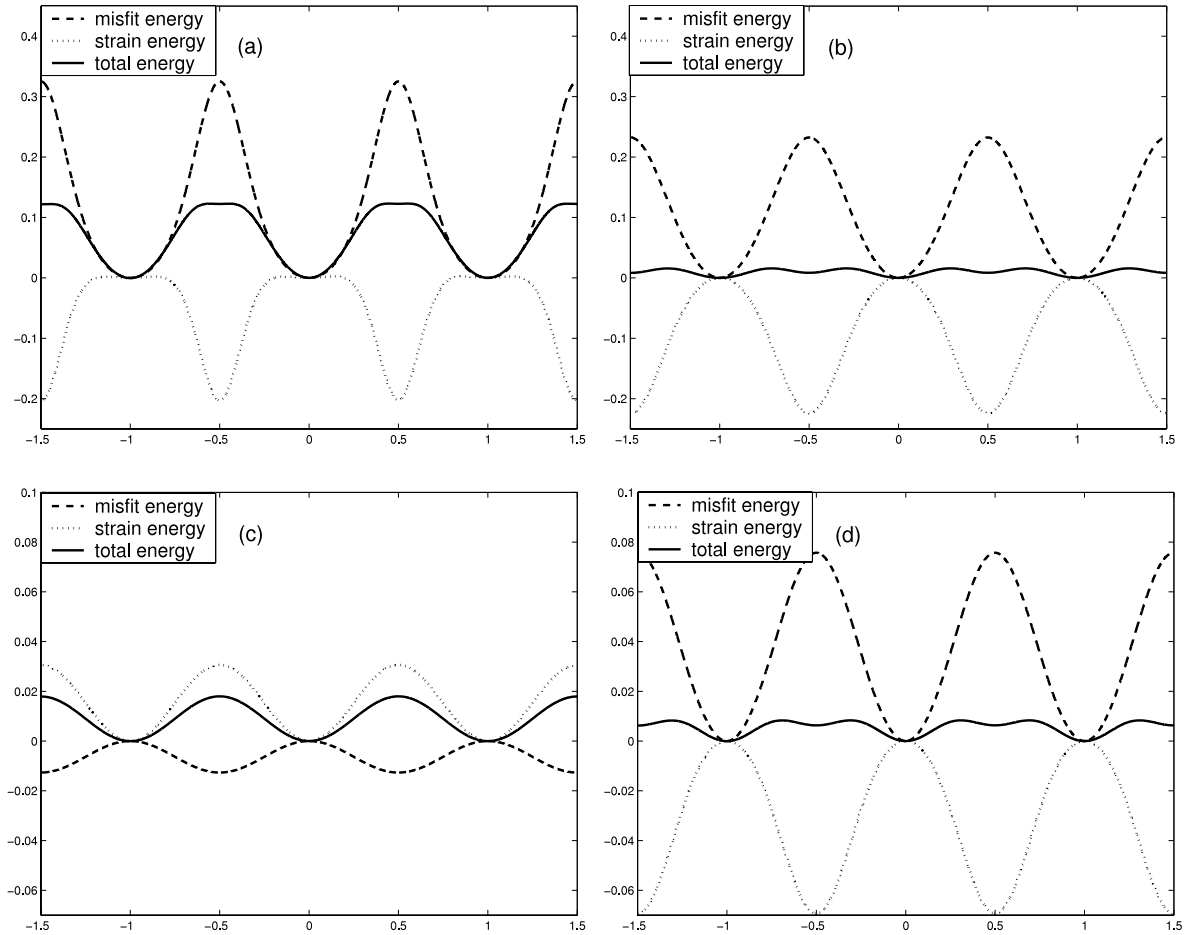 misfit energy
strain energy
total energy
(a)
0.4
0.3
0.2
0.1
0
−0.1
−0.2
−1.5 −1 −0.5 0 0.5 1 1.5
misfit energy
strain energy
total energy
(b)
0.4
0.3
0.2
0.1
0
−0.1
−0.2
−1.5 −1 −0.5 0 0.5 1 1.5
misfit energy
strain energy
total energy
(c)
0.1
0.08
0.06
0.04
0.02
0
−0.02
−0.04
−0.06
−1.5 −1 −0.5 0 0.5 1 1.5
misfit energy
strain energy
total energy
(d)
0.1
0.08
0.06
0.04
0.02
0
−0.02
−0.04
−0.06
−1.5 −1 −0.5 0 0.5 1 1.5